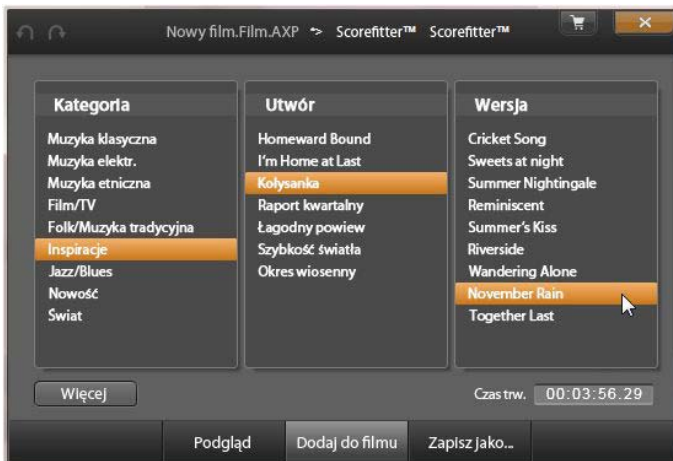 Nowy film.Film.AXP *> Scorefitter™ Scorefitter™
Kategoria
Muzyka klasyczna
Muzyka elektr.
Muzyka etniczna
Film/TV
Folk/Muzyka tradycyjna
Inspiracje
Jazz/Blues
Nowość
Świat
Utwór
Homeward Bound
I'm Home at Last
Kołysanka
Raport kwartalny
Łagodny powiew
Szybkość światła
Okres wiosenny
Wersja
Cricket Song
Sweets at night
Summer Nightingale
Reminiscent
Summer's Kiss
Riverside
Wandering Alone
November Rain
Together Last
Więcej
Czas trw. 00:03:56.29
Podgląd Dodaj do filmu Zapisz jako...